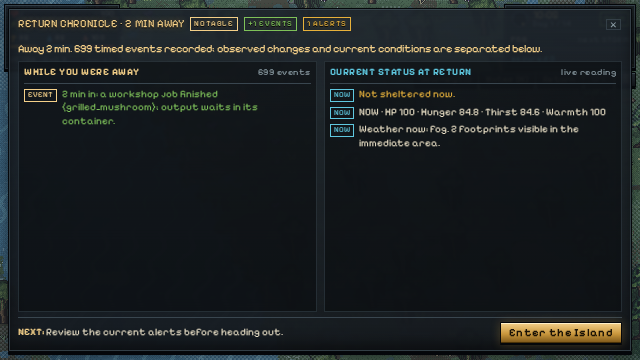 RETURN CHRONICLE · 2 MIN AWAY NOTABLE +1 EVENTS 1 ALERTS ×
Away 2 min. 699 timed events recorded; observed changes and current conditions are separated below.
WHILE YOU WERE AWAY 699 events
EVENT 2 min in: a workshop job finished
(grilled_mushroom); output waits in its
container.
CURRENT STATUS AT RETURN live reading
NOW Not sheltered now.
NOW NOW · HP 100 · Hunger 84.8 · Thirst 84.6 · Warmth 100
NOW Weather now: fog. 2 footprints visible in the
immediate area.
NEXT: Review the current alerts before heading out.
Enter the Island